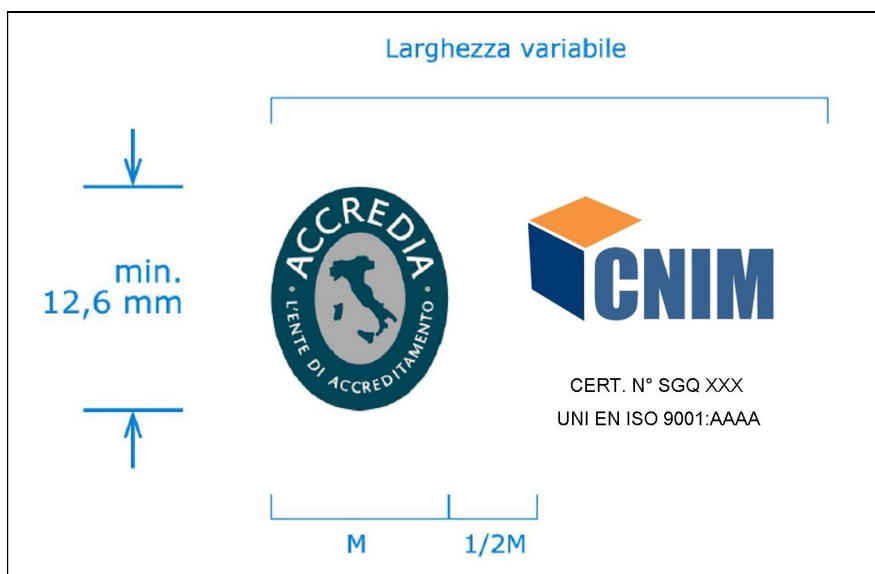 Larghezza variabile
min.
12,6 mm
ACCREDIA
L'ENTE DI ACCREDITAMENTO
CNIM
CERT. N° SGQ XXX
UNI EN ISO 9001:AAAA
M
1/2M